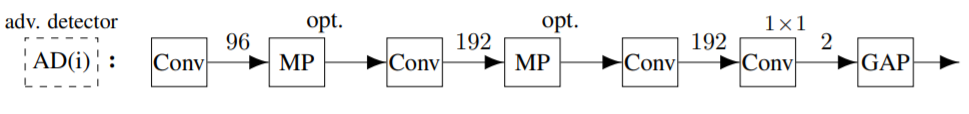 adv. detector opt. opt. 1×1
96 192 192 2
AD(i) : Conv MP Conv MP Conv Conv GAP